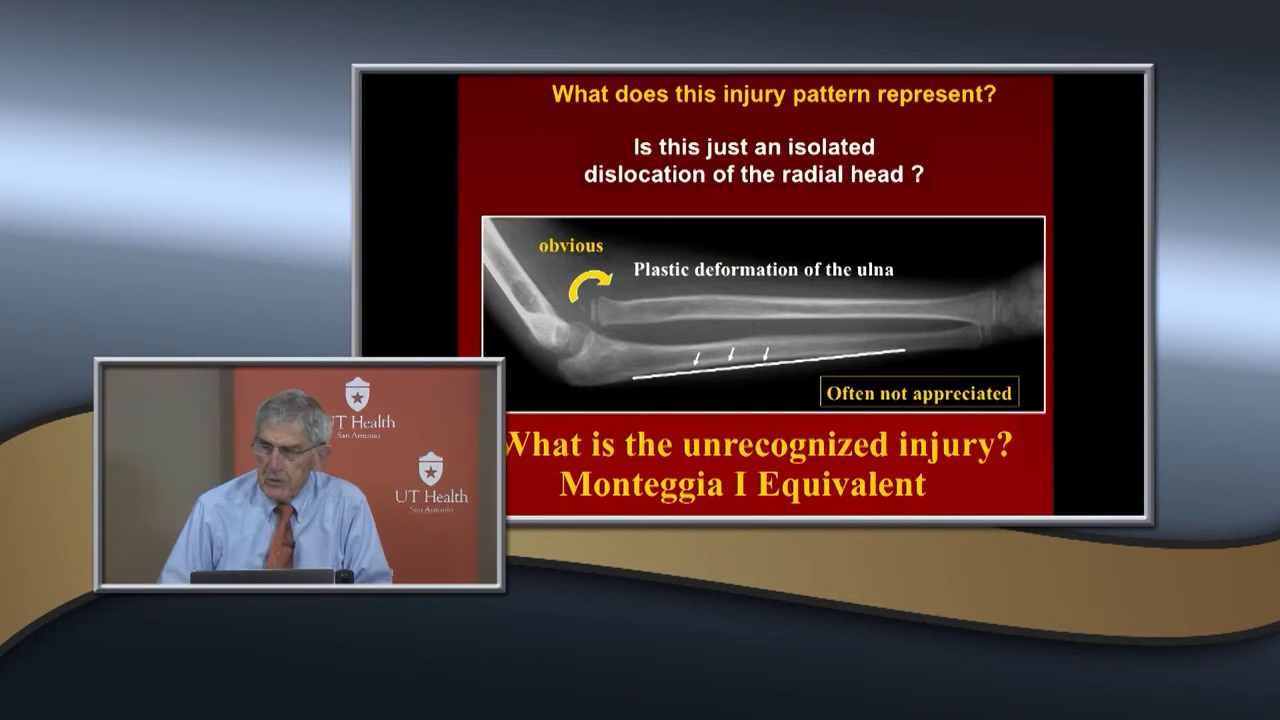 What does this injury pattern represent?
Is this just an isolated
dislocation of the radial head ?
obvious
Plastic deformation of the ulna
Often not appreciated
What is the unrecognized injury?
Monteggia I Equivalent
UT Health
San Antonio
UT Health
San Antonio